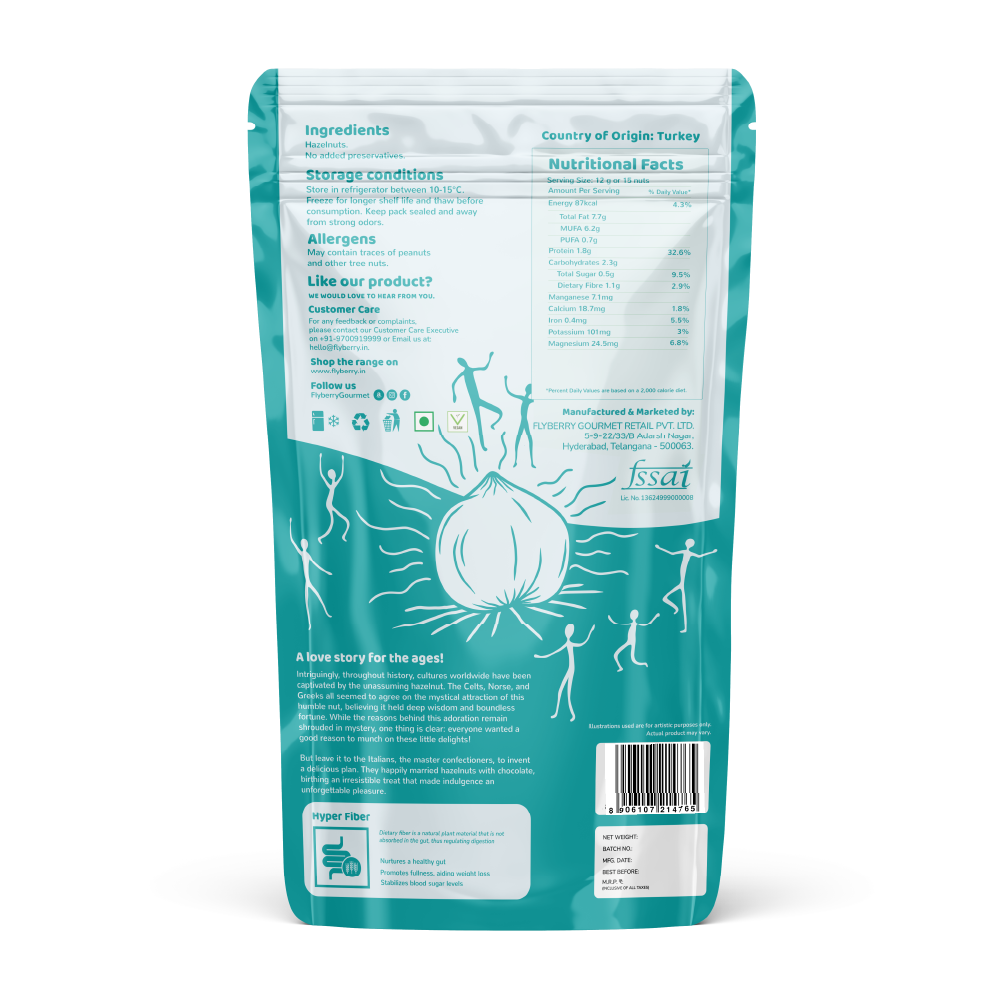 Ingredients
Hazelnuts.
No added preservatives.
Storage conditions
Store in refrigerator between 10-15°C.
Freeze for longer shelf life and thaw before
consumption. Keep pack sealed and away
from strong odors.
Allergens
May contain traces of peanuts
and other tree nuts.
Like our product?
WE WOULD LOVE TO HEAR FROM YOU.
Customer Care
For any feedback or complaints,
please contact our Customer Care Executive
on +91-9700919999 or Email us at:
hello@flyberry.in.
Shop the range on
www.flyberry.in
Follow us
FlyberryGourmet
VEGAN
Country of Origin: Turkey
Nutritional Facts
Serving Size: 12 g or 15 nuts
Amount Per Serving % Daily Value*
Energy 87kcal 4.3%
Total Fat 7.7g
MUFA 6.2g
PUFA 0.7g
Protein 1.8g 32.6%
Carbohydrates 2.3g
Total Sugar 0.5g 9.5%
Dietary Fibre 1.1g 2.9%
Manganese 7.1mg
Calcium 18.7mg 1.8%
Iron 0.4mg 5.5%
Potassium 101mg 3%
Magnesium 24.9mg 6.8%
*Percent Daily Values are based on a 2,000 calorie diet.
Manufactured & Marketed by:
FLYBERRY GOURMET RETAIL PVT. LTD.
5-9-22/33/B Adarsh Nagar,
Hyderabad, Telangana - 500063.
fssai
Lic. No. 13624999000008
A love story for the ages!
Intriguingly, throughout history, cultures worldwide have been
captivated by the unassuming hazelnut. The Celts, Norse, and
Greeks all seemed to agree on the mystical attraction of this
humble nut, believing it held deep wisdom and boundless
fortune. While the reasons behind this adoration remain
shrouded in mystery, one thing is clear: everyone wanted a
good reason to munch on these little delights!
But leave it to the Italians, the master confectioners, to invent
a delicious plan. They happily married hazelnuts with chocolate,
birthing an irresistible treat that made indulgence an
unforgettable pleasure.
Illustrations used are for artistic purposes only.
Actual product may vary.
8 906107 214765
Hyper Fiber
Dietary fiber is a natural plant material that is not
absorbed in the gut, thus regulating digestion
Nurtures a healthy gut
Promotes fullness, aiding weight loss
Stabilizes blood sugar levels
NET WEIGHT:
BATCH NO.:
MFG. DATE:
BEST BEFORE:
M.R.P. ₹:
(INCLUSIVE OF ALL TAXES)